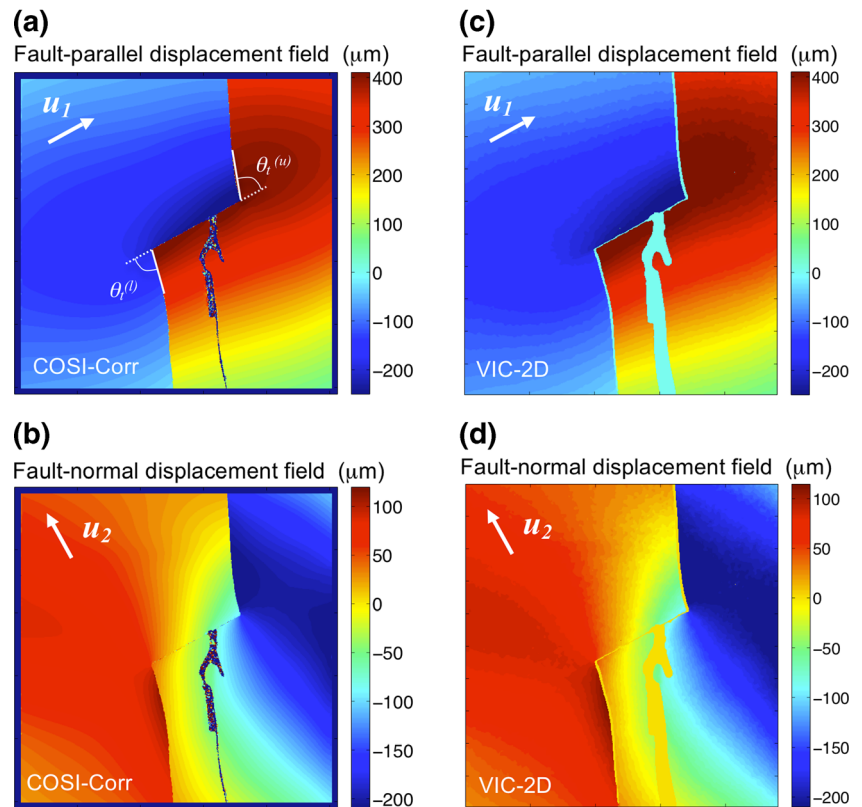 (a)
Fault-parallel displacement field (μm)
u₁
θₜ⁽ᵘ⁾
θₜ⁽ˡ⁾
COSI-Corr
400
300
200
100
0
−100
−200
(c)
Fault-parallel displacement field (μm)
u₁
VIC-2D
400
300
200
100
0
−100
−200
(b)
Fault-normal displacement field (μm)
u₂
COSI-Corr
100
50
0
−50
−100
−150
−200
(d)
Fault-normal displacement field (μm)
u₂
VIC-2D
100
50
0
−50
−100
−150
−200